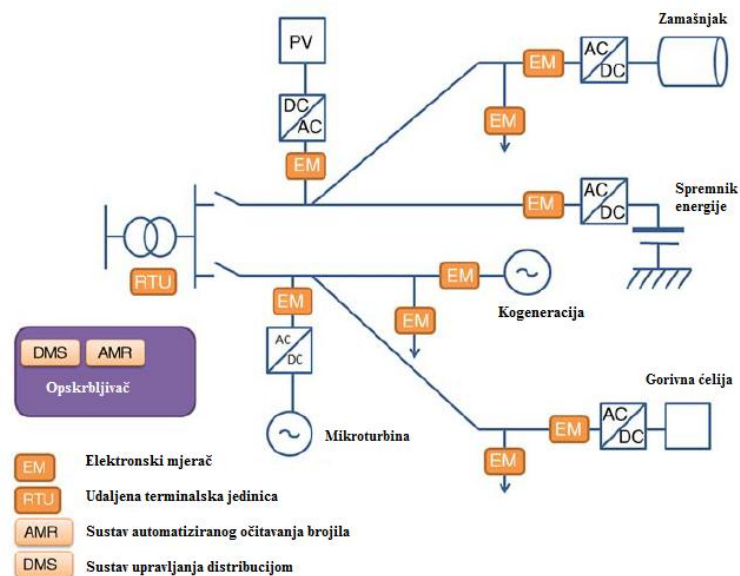 Zamašnjak
PV
AC
DC
EM
DC
AC
EM
EM
EM
AC
DC
Spremnik
energije
RTU
EM
EM
Kogeneracija
EM
DMS
AMR
Opskrbljivač
AC
DC
Mikroturbina
Gorivna ćelija
EM
AC
DC
EM
EM
Elektronski mjerač
RTU
Udaljena terminalska jedinica
AMR
Sustav automatiziranog očitavanja brojila
DMS
Sustav upravljanja distribucijom